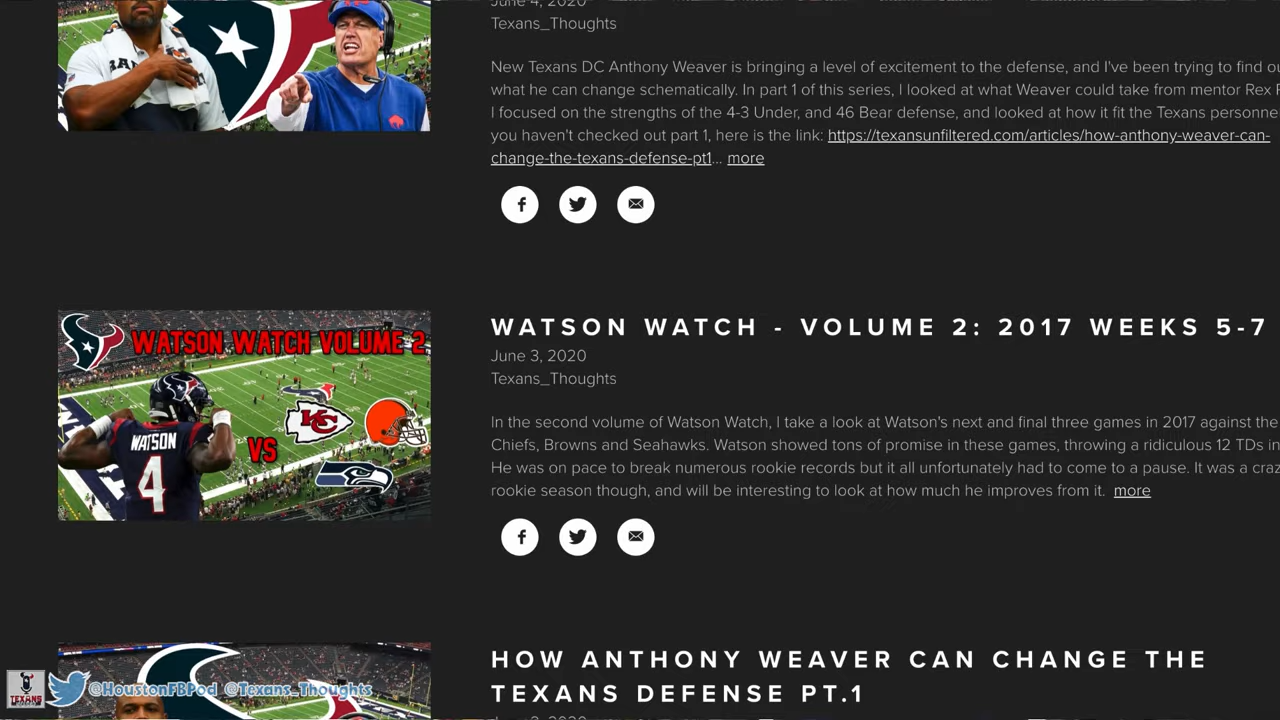 June 4, 2020
Texans_Thoughts
New Texans DC Anthony Weaver is bringing a level of excitement to the defense, and I've been trying to find
what he can change schematically. In part 1 of this series, I looked at what Weaver could take from mentor Rex
I focused on the strengths of the 4-3 Under, and 46 Bear defense, and looked at how it fit the Texans
you haven't checked out part 1, here is the link: https://texansunfiltered.com/articles/how-anthony-weaver-can-
change-the-texans-defense-pt1... more
WATSON WATCH VOLUME 2
WATSON
4
VS
KC
WATSON WATCH - VOLUME 2: 2017 WEEKS 5-7
June 3, 2020
Texans_Thoughts
In the second volume of Watson Watch, I take a look at Watson's next and final three games in 2017 against the
Chiefs, Browns and Seahawks. Watson showed tons of promise in these games, throwing a ridiculous 12 TDs in
He was on pace to break numerous rookie records but it all unfortunately had to come to a pause. It was a
rookie season though, and will be interesting to look at how much he improves from it. more
HOW ANTHONY WEAVER CAN CHANGE THE
TEXANS DEFENSE PT.1
TEXANS
@HoustonFBPod @Texans_Thoughts